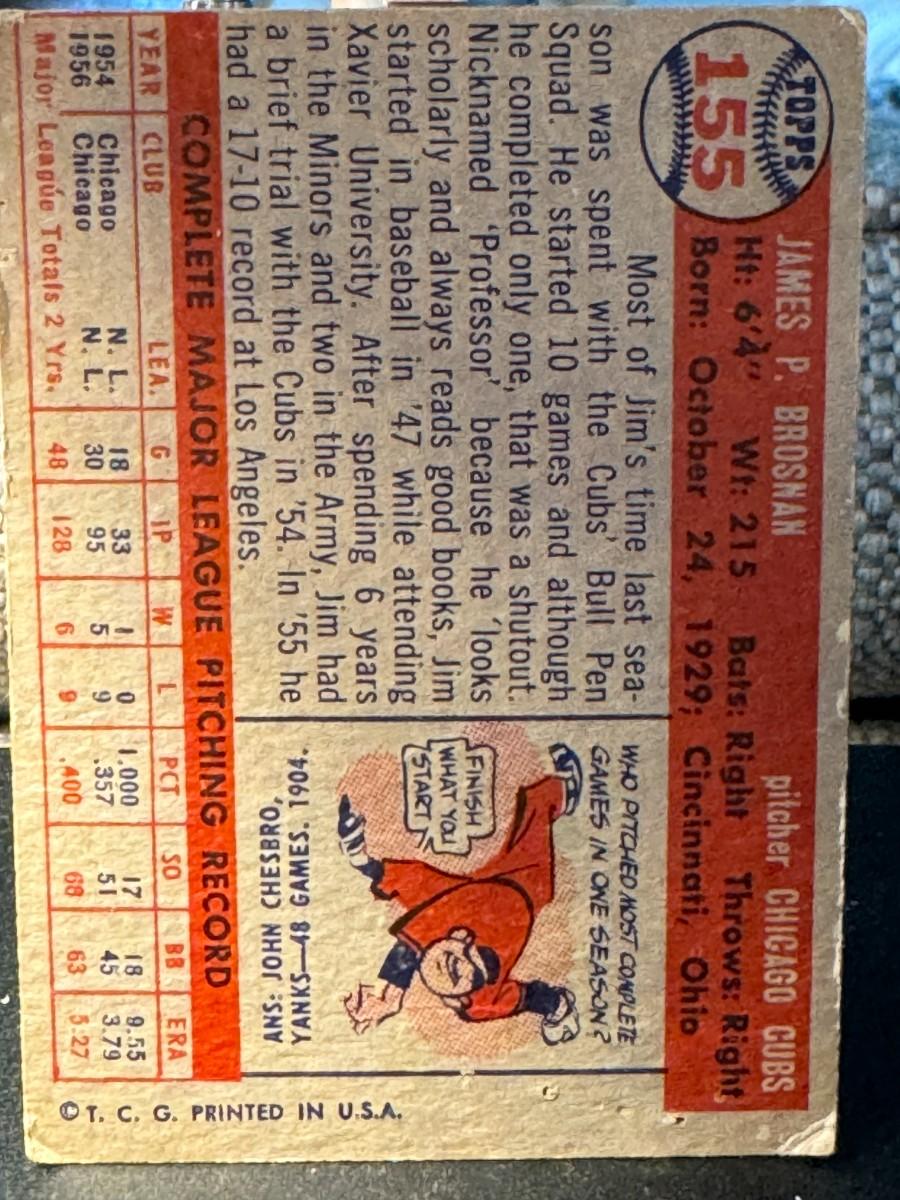 TOPPS
155
JAMES P. BROSNAN pitcher CHICAGO CUBS
Ht: 6'4" Wt: 215 Bats: Right Throws: Right
Born: October 24, 1929; Cincinnati, Ohio
Most of Jim's time last sea-
son was spent with the Cubs' Bull Pen
Squad. He started 10 games and although
he completed only one, that was a shutout.
Nicknamed 'Professor' because he 'looks
scholarly and always reads good books, Jim
started in baseball in '47 while attending
Xavier University. After spending 6 years
in the Minors and two in the Army, Jim had
a brief trial with the Cubs in '54. In '55 he
had a 17-10 record at Los Angeles.
WHO PITCHED MOST COMPLETE
GAMES IN ONE SEASON?
FINISH
WHAT YOU
START
ANS: JOHN CHESBRO,
YANKS—48 GAMES. 1904.
COMPLETE MAJOR LEAGUE PITCHING RECORD
YEAR CLUB LEA. G IP W L PCT SO BB ERA
1954 Chicago N. L. 18 33 1 0 1.000 17 18 9.55
1956 Chicago N. L. 30 95 5 9 .357 51 45 3.79
Major League Totals 2 Yrs. 48 128 6 9 .400 68 63 5.27
© T. C. G. PRINTED IN U.S.A.